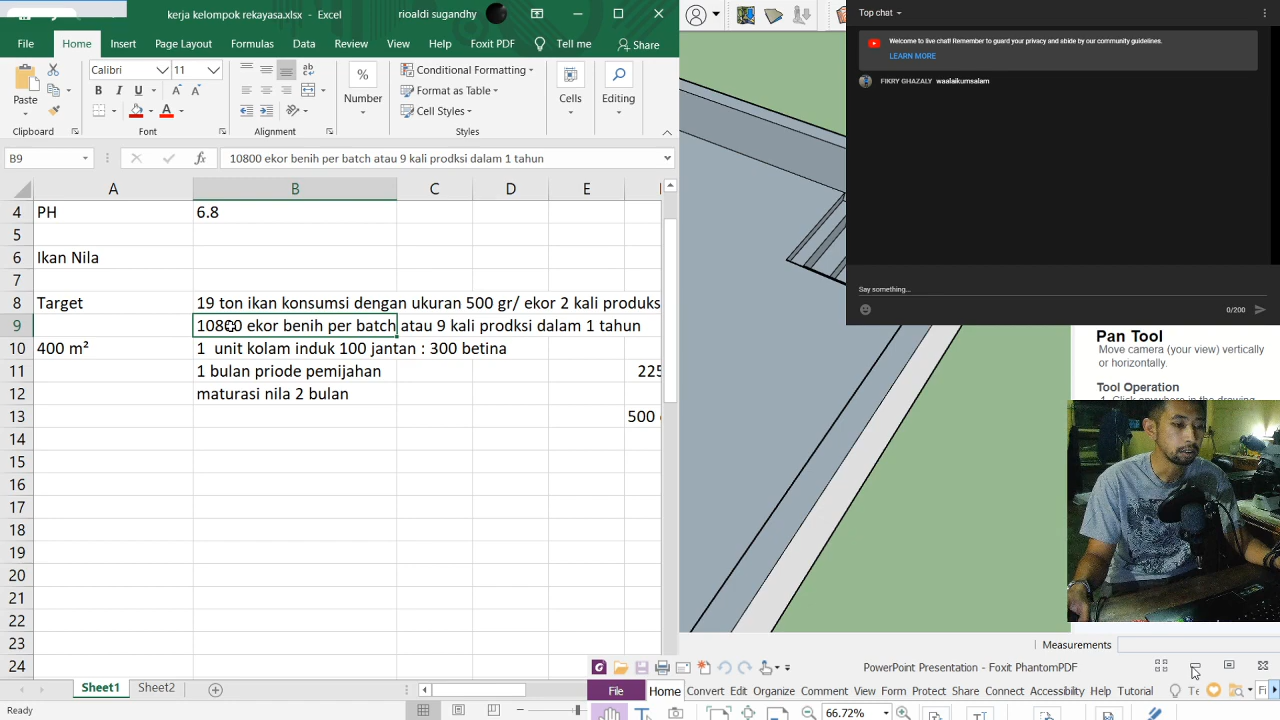 kerja kelompok rekayasa.xlsx - Excel
rioaldi sugandhy
File Home Insert Page Layout Formulas Data Review View Help Foxit PDF Tell me Share
Paste
Calibri 11
B I U A A
% Number
Conditional Formatting
Format as Table
Cell Styles
Cells
Editing
Clipboard Font Alignment Styles
B9 fx 10800 ekor benih per batch atau 9 kali prodksi dalam 1 tahun
A B C D E
4 PH 6.8
5
6 Ikan Nila
7
8 Target 19 ton ikan konsumsi dengan ukuran 500 gr/ ekor 2 kali produks
9 10800 ekor benih per batch atau 9 kali prodksi dalam 1 tahun
10 400 m² 1 unit kolam induk 100 jantan : 300 betina
11 1 bulan priode pemijahan 225
12 maturasi nila 2 bulan
13 500
14
15
16
17
18
19
20
21
22
23
24
Sheet1 Sheet2
Ready
Top chat
Welcome to live chat! Remember to guard your privacy and abide by our community guidelines.
LEARN MORE
FIKRY GHAZALY waalaikumsalam
Say something...
0/200
Pan Tool
Move camera (your view) vertically
or horizontally.
Tool Operation
1. Click anywhere in the drawing
Measurements
PowerPoint Presentation - Foxit PhantomPDF
File Home Convert Edit Organize Comment View Form Protect Share Connect Accessibility Help Tutorial Te Fi
66.72%